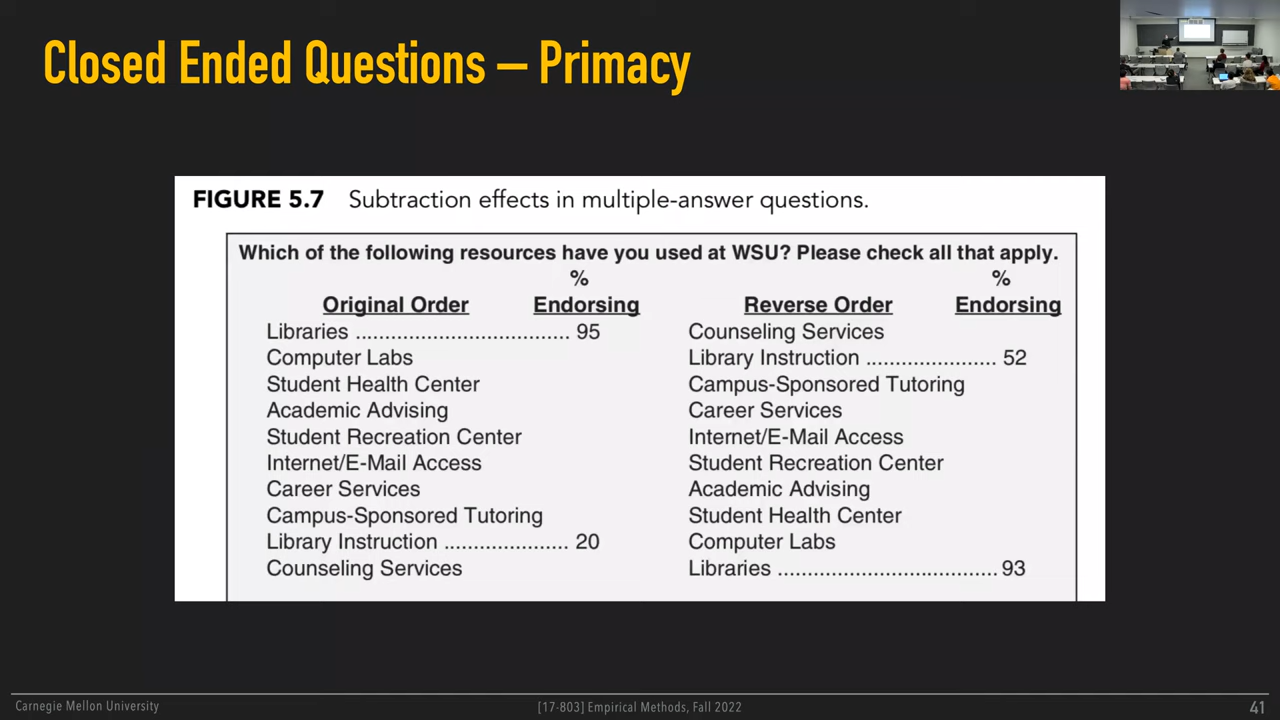 Closed Ended Questions – Primacy
FIGURE 5.7 Subtraction effects in multiple-answer questions.
Which of the following resources have you used at WSU? Please check all that apply.
% %
Original Order Endorsing Reverse Order Endorsing
Libraries .................................. 95 Counseling Services
Computer Labs Library Instruction ...................... 52
Student Health Center Campus-Sponsored Tutoring
Academic Advising Career Services
Student Recreation Center Internet/E-Mail Access
Internet/E-Mail Access Student Recreation Center
Career Services Academic Advising
Campus-Sponsored Tutoring Student Health Center
Library Instruction ..................... 20 Computer Labs
Counseling Services Libraries ..................................... 93
Carnegie Mellon University [17-803] Empirical Methods, Fall 2022 41